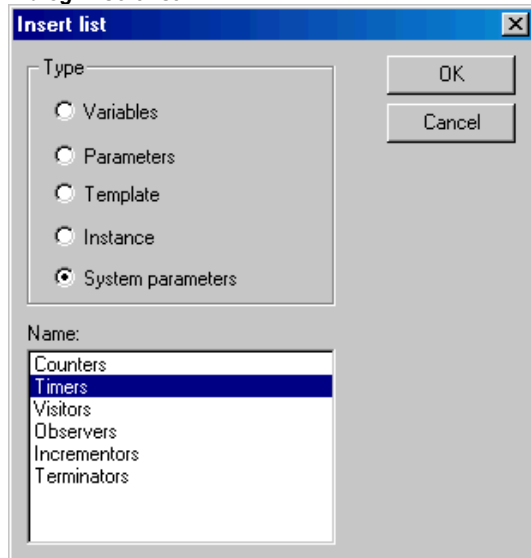 Insert list
Type
OK
Variables
Cancel
Parameters
Template
Instance
System parameters
Name:
Counters
Timers
Visitors
Observers
Incrementors
Terminators